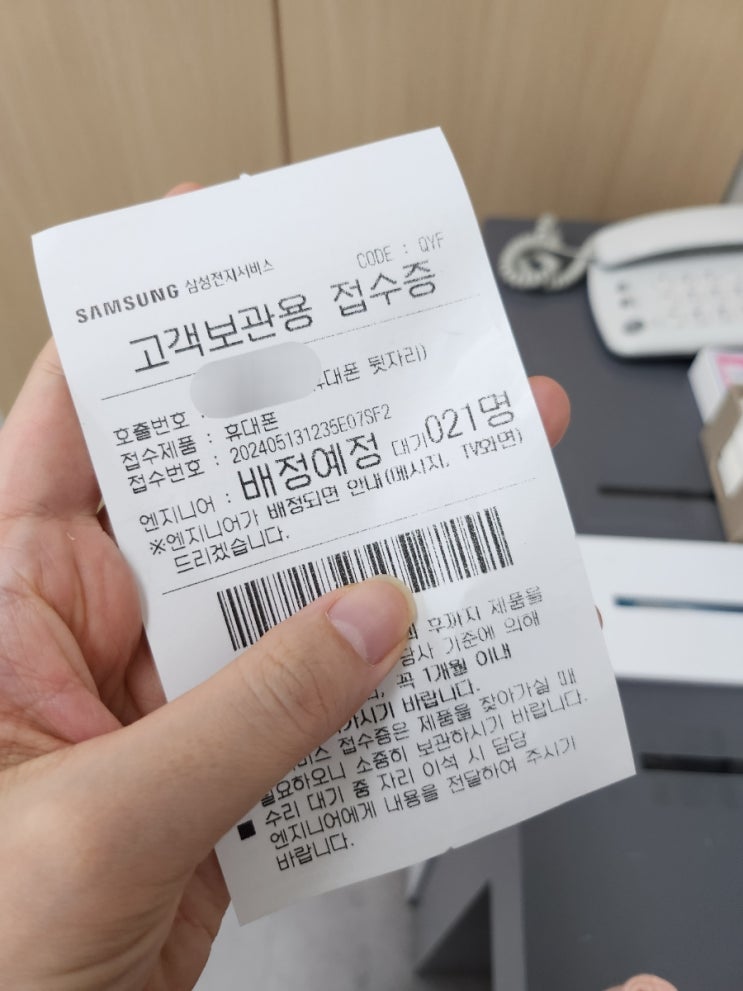 SAMSUNG 삼성전자서비스
CODE : QYF
고객보관용 접수증
호출번호 : 대폰 뒷자리)
접수제품 : 휴대폰
접수번호 : 202405131235E07SF2
엔지니어 : 배정예정 대기021명
※엔지니어가 배정되면 안내(메시지, TV화면)
드리겠습니다.
까지 제품을
당사 기준에 의해
꼭 1개월 이내
가시기 바랍니다.
접수증은 제품을 찾아가실 때
필요하오니 소중히 보관하시기 바랍니다.
■ 수리 대기 중 자리 이석 시 담당
엔지니어에게 내용을 전달하여 주시기
바랍니다.